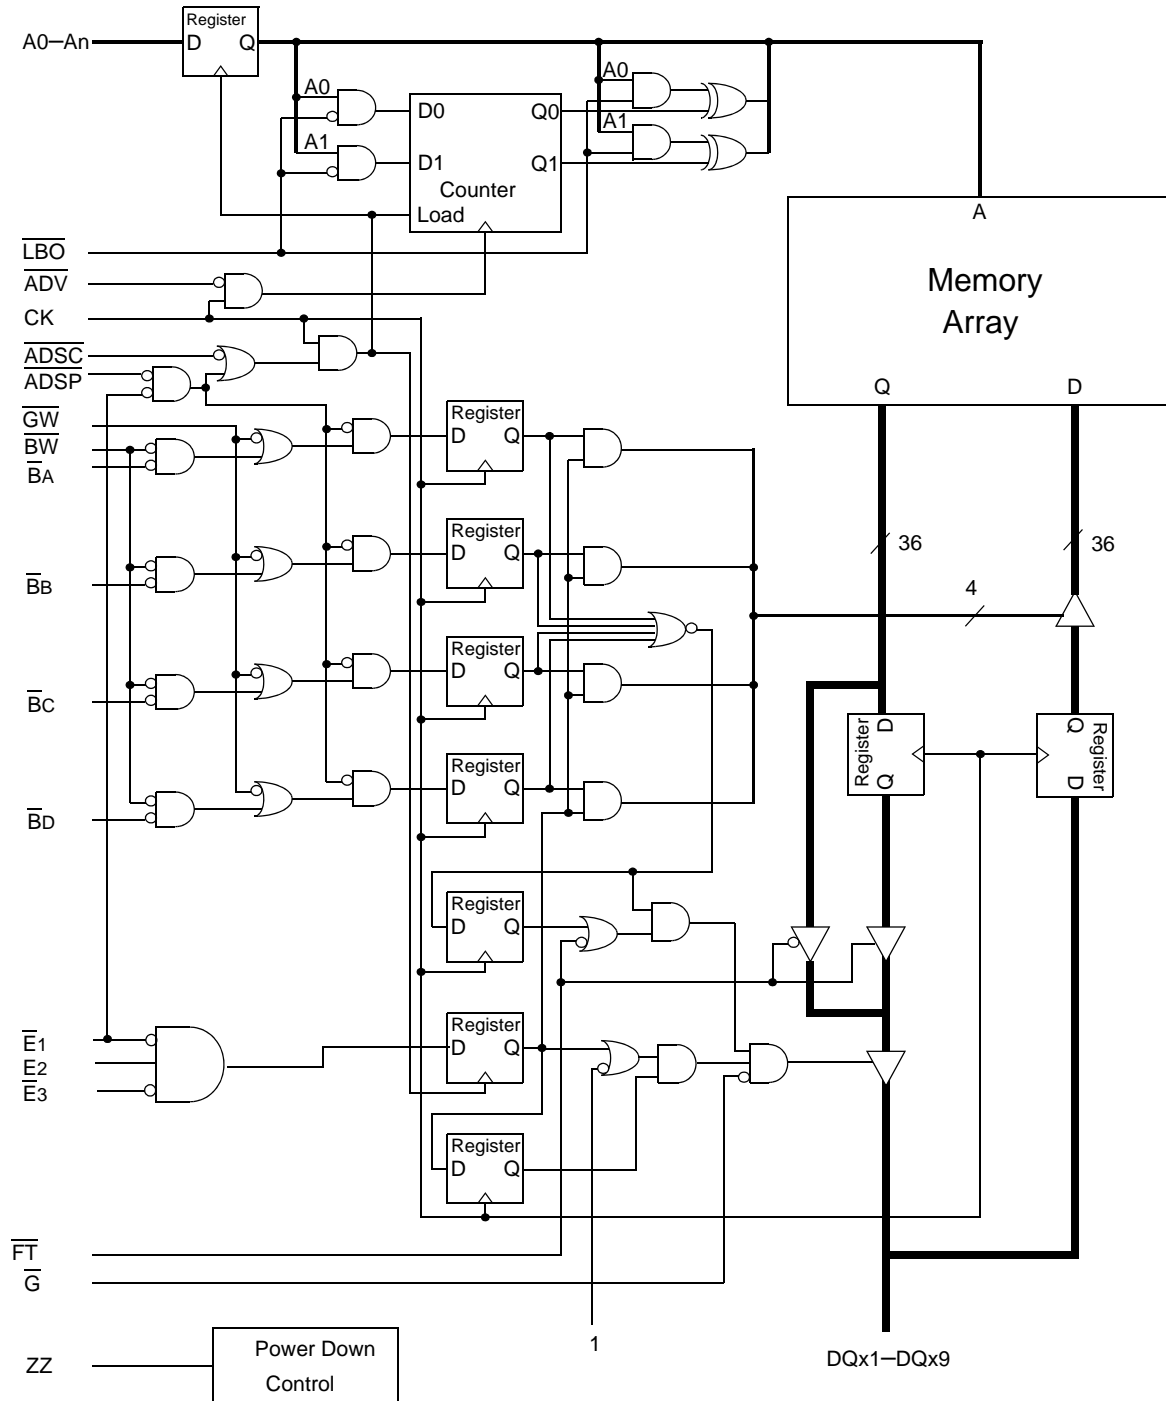 Register
A0–An
D Q
A0
A0
D0
Q0
A1
A1
D1
Q1
Counter
Load
A
LBO
ADV
Memory
Array
CK
ADSC
ADSP
Q D
GW
Register
BW
D Q
BA
Register
36
36
D Q
BB
4
Register
D Q
BC
Register
D
Q
Q
Register
D
Register
D Q
BD
Register
D Q
Register
E1
D Q
E2
E3
Register
D Q
FT
G
1
Power Down
Control
ZZ
DQx1–DQx9